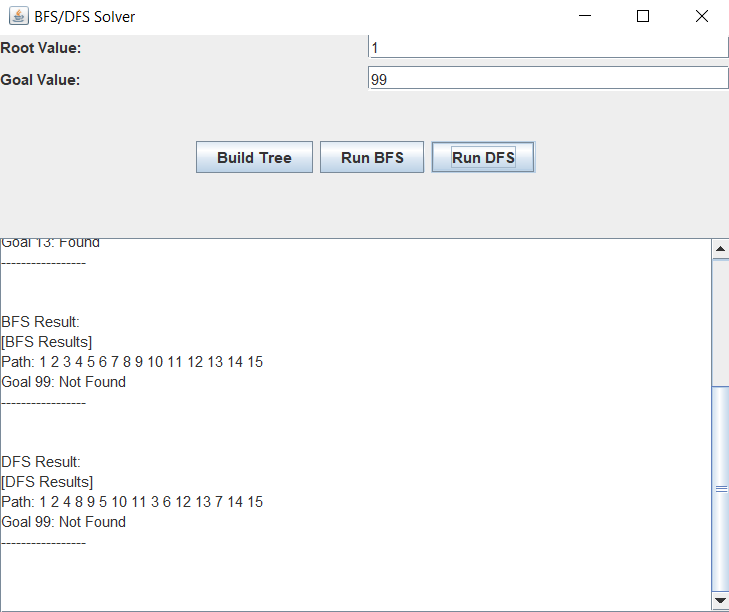 BFS/DFS Solver
Root Value:
1
Goal Value:
99
Build Tree
Run BFS
Run DFS
Goal 13: Found
-----------------
BFS Result:
[BFS Results]
Path: 1 2 3 4 5 6 7 8 9 10 11 12 13 14 15
Goal 99: Not Found
-----------------
DFS Result:
[DFS Results]
Path: 1 2 4 8 9 5 10 11 3 6 12 13 7 14 15
Goal 99: Not Found
-----------------